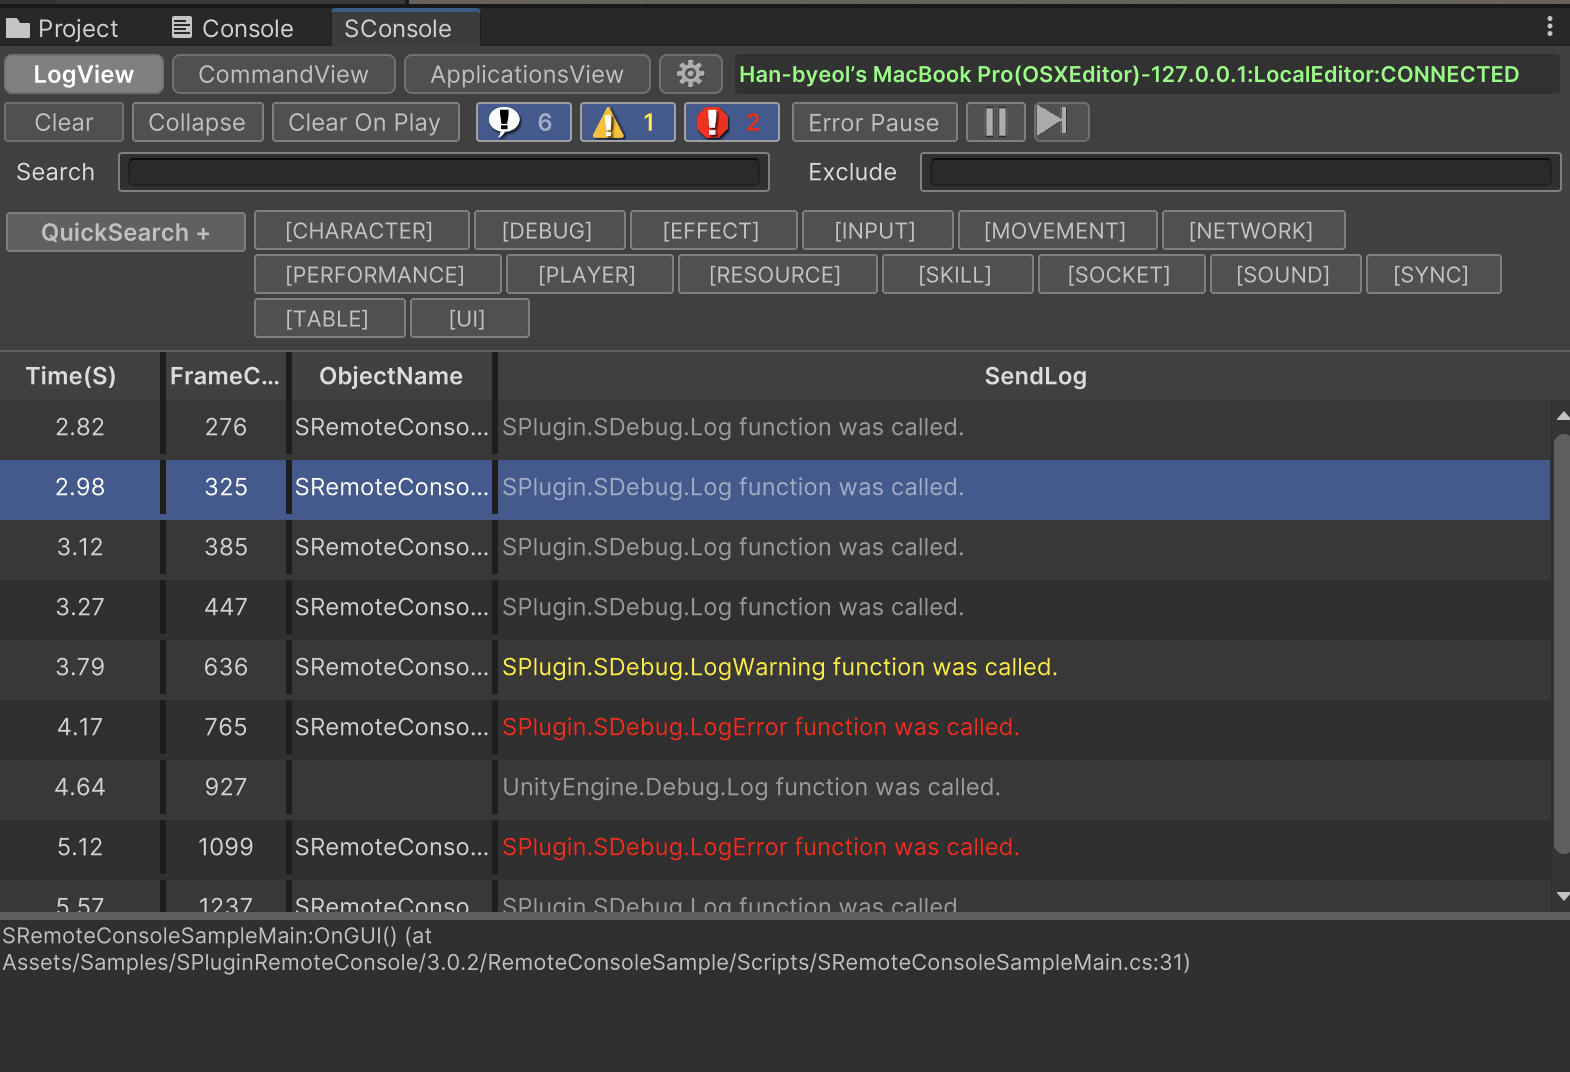 Project Console SConsole
LogView CommandView ApplicationsView Han-byeol’s MacBook Pro(OSXEditor)-127.0.0.1:LocalEditor:CONNECTED
Clear Collapse Clear On Play 6 1 2 Error Pause
Search Exclude
QuickSearch + [CHARACTER] [DEBUG] [EFFECT] [INPUT] [MOVEMENT] [NETWORK]
[PERFORMANCE] [PLAYER] [RESOURCE] [SKILL] [SOCKET] [SOUND] [SYNC]
[TABLE] [UI]
Time(S) FrameC... ObjectName SendLog
2.82 276 SRemoteConso... SPlugin.SDebug.Log function was called.
2.98 325 SRemoteConso... SPlugin.SDebug.Log function was called.
3.12 385 SRemoteConso... SPlugin.SDebug.Log function was called.
3.27 447 SRemoteConso... SPlugin.SDebug.Log function was called.
3.79 636 SRemoteConso... SPlugin.SDebug.LogWarning function was called.
4.17 765 SRemoteConso... SPlugin.SDebug.LogError function was called.
4.64 927 UnityEngine.Debug.Log function was called.
5.12 1099 SRemoteConso... SPlugin.SDebug.LogError function was called.
5.57 1237 SRemoteConso... SPlugin.SDebug.Log function was called.
SRemoteConsoleSampleMain:OnGUI() (at
Assets/Samples/SPluginRemoteConsole/3.0.2/RemoteConsoleSample/Scripts/SRemoteConsoleSampleMain.cs:31)